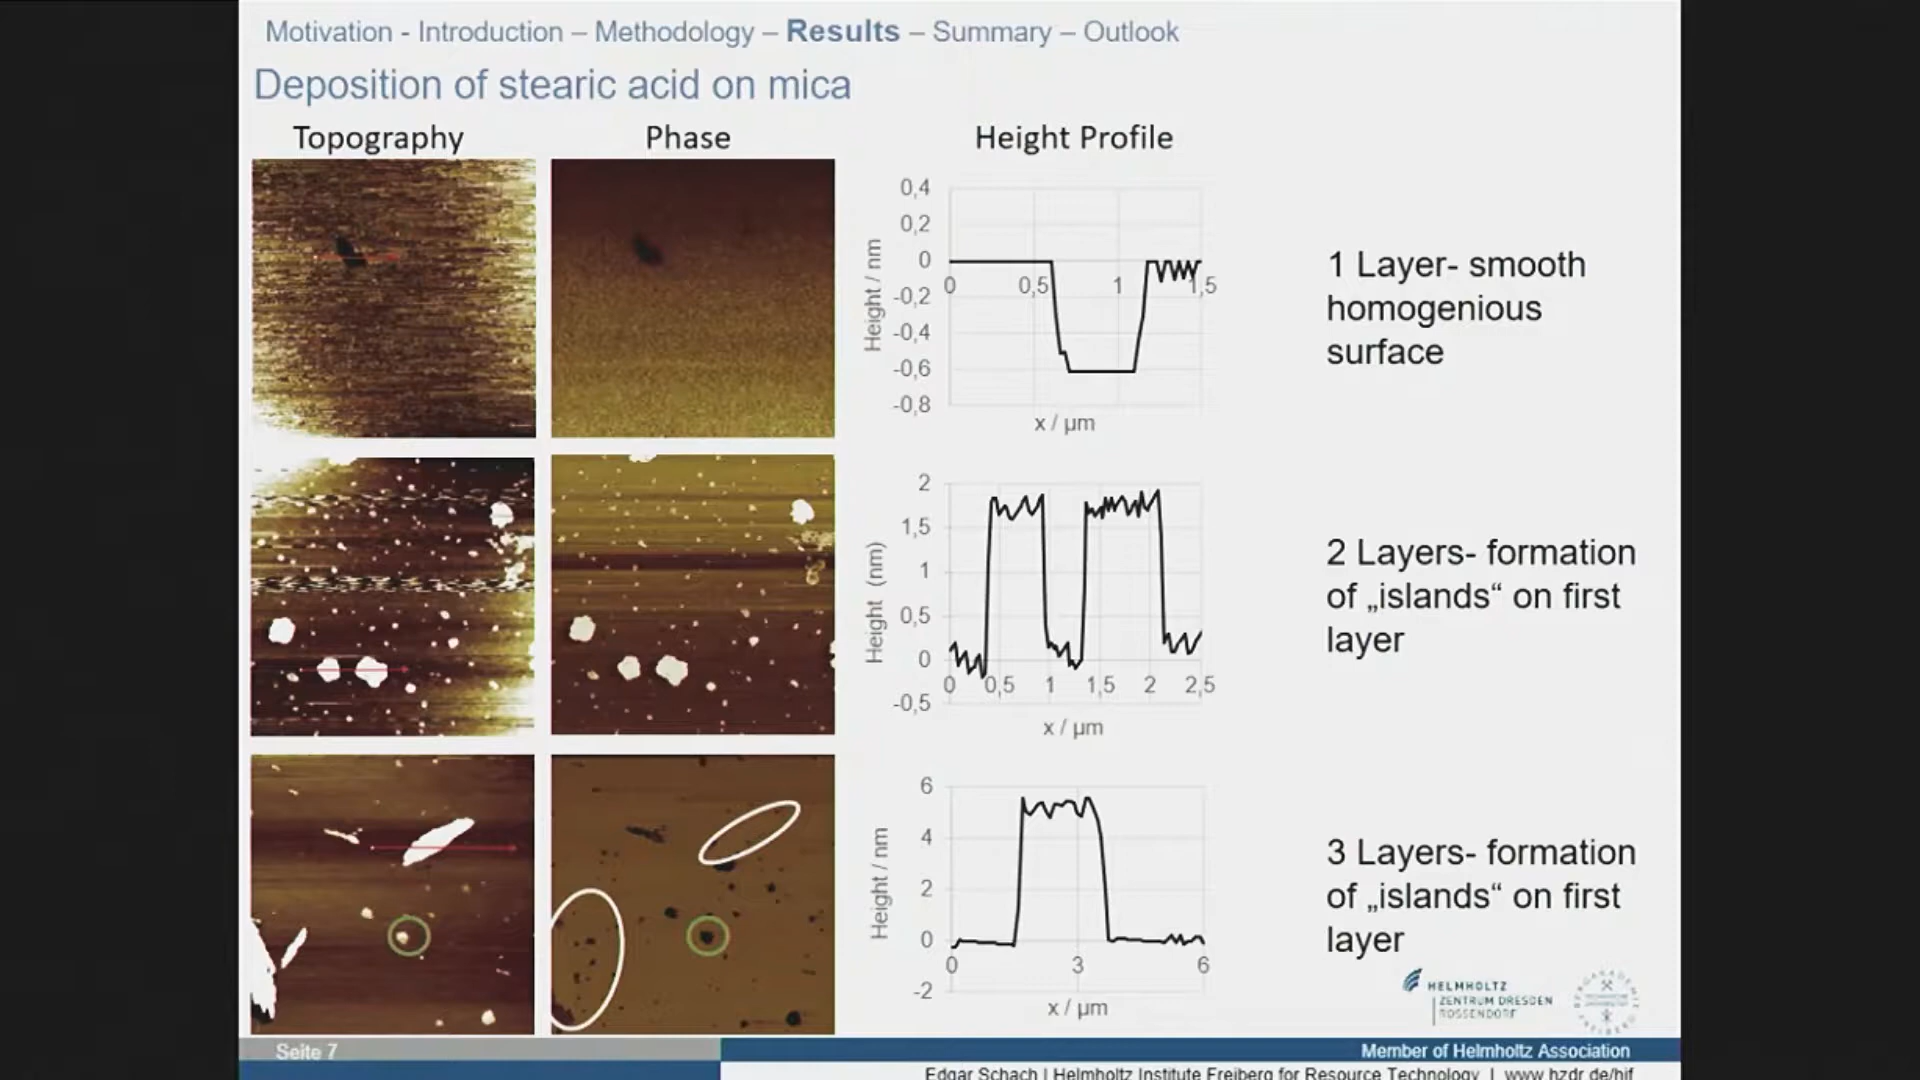 Motivation - Introduction – Methodology – Results – Summary – Outlook
Deposition of stearic acid on mica
Topography
Phase
Height Profile
0,4
0,2
0
-0,2
-0,4
-0,6
-0,8
0
0,5
1
1,5
Height / nm
x / µm
1 Layer- smooth
homogenious
surface
2
1,5
1
0,5
0
-0,5
0
0,5
1
1,5
2
2,5
Height (nm)
x / µm
2 Layers- formation
of „islands“ on first
layer
6
4
2
0
-2
0
3
6
Height / nm
x / µm
3 Layers- formation
of „islands“ on first
layer
HELMHOLTZ
ZENTRUM DRESDEN
ROSSENDORF
Seite 7
Member of Helmholtz Association
Edgar Schach | Helmholtz Institute Freiberg for Resource Technology | www.hzdr.de/hif